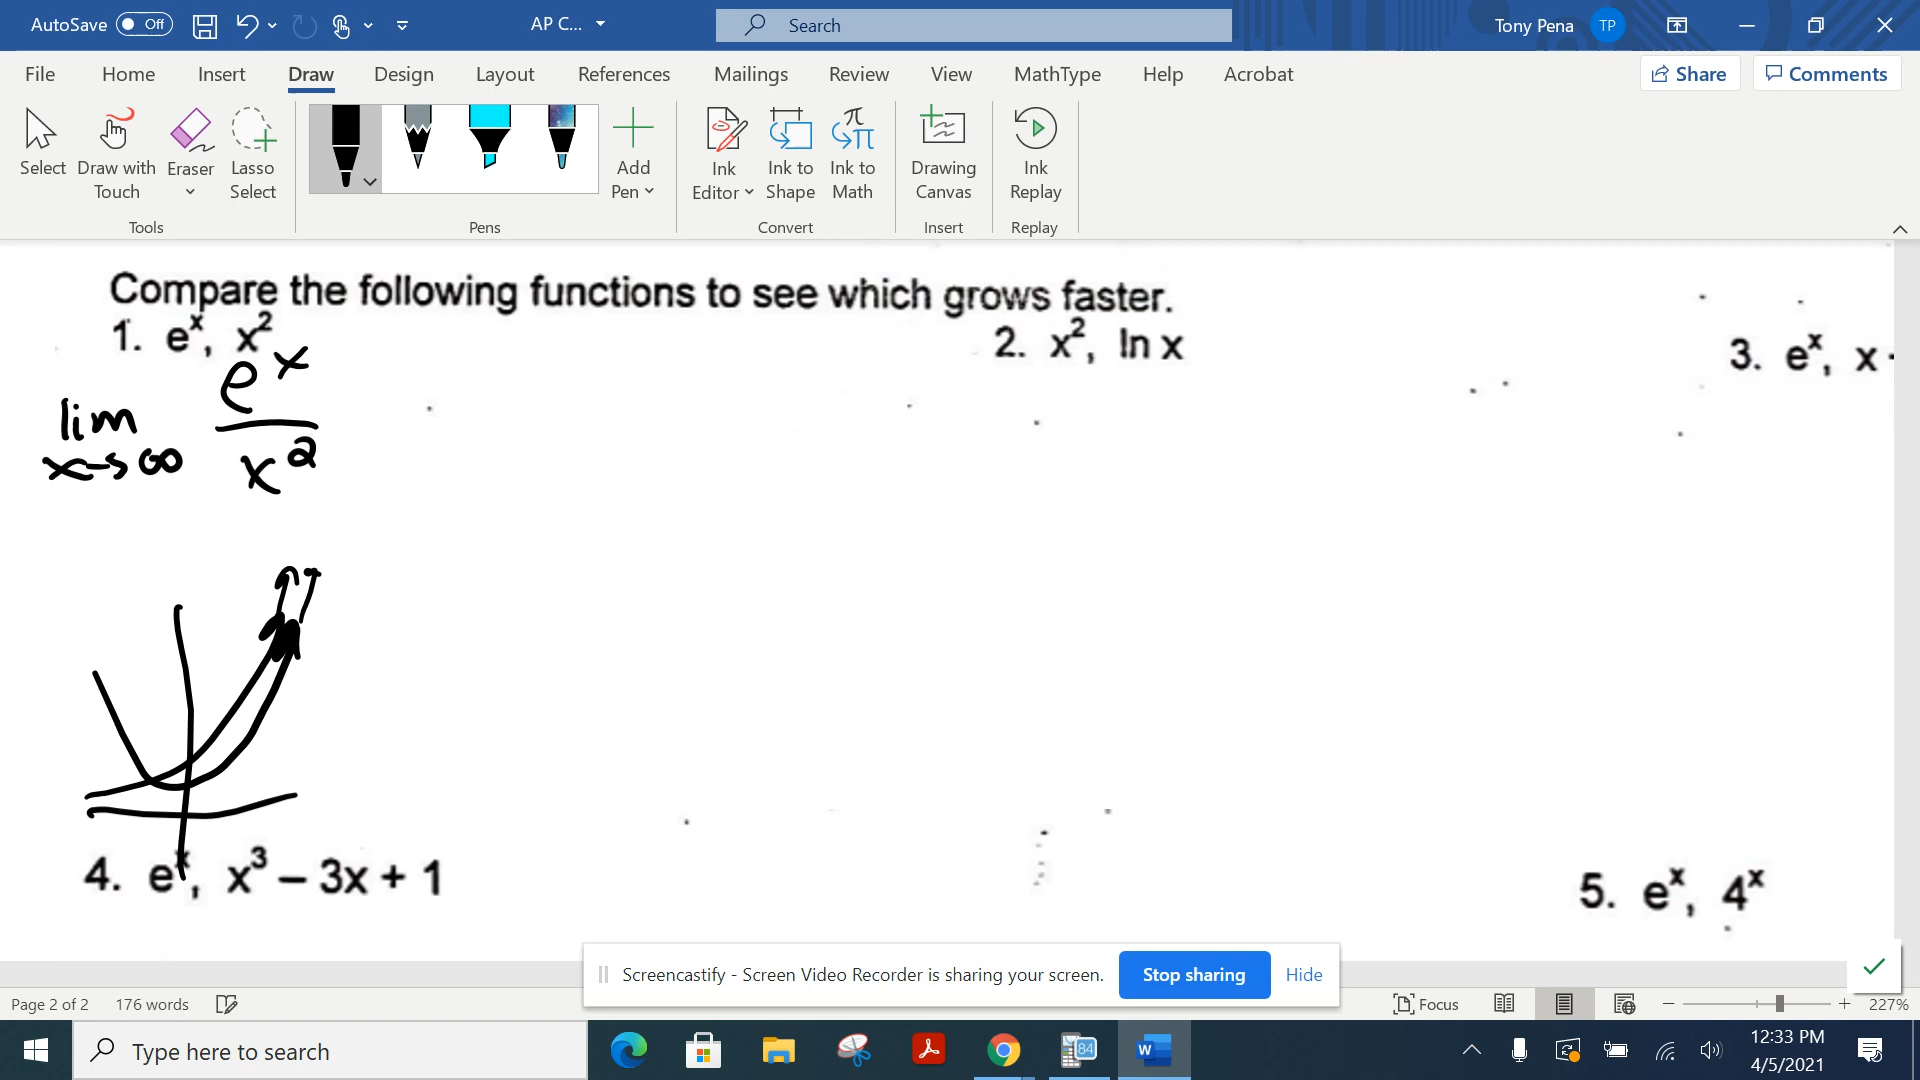 AutoSave Off AP C... Search Tony Pena TP
File Home Insert Draw Design Layout References Mailings Review View MathType Help Acrobat Share Comments
Select Draw with Touch Eraser Lasso Select Add Pen Ink Editor Ink to Shape Ink to Math Drawing Canvas Ink Replay
Tools Pens Convert Insert Replay
Compare the following functions to see which grows faster.
1. eˣ, x² 2. x², ln x 3. eˣ, x
lim x→∞ eˣ/x²
4. eˣ, x³ – 3x + 1 5. eˣ, 4ˣ
Screencastify - Screen Video Recorder is sharing your screen. Stop sharing Hide
Page 2 of 2 176 words Focus 227%
Type here to search 84 12:33 PM
4/5/2021